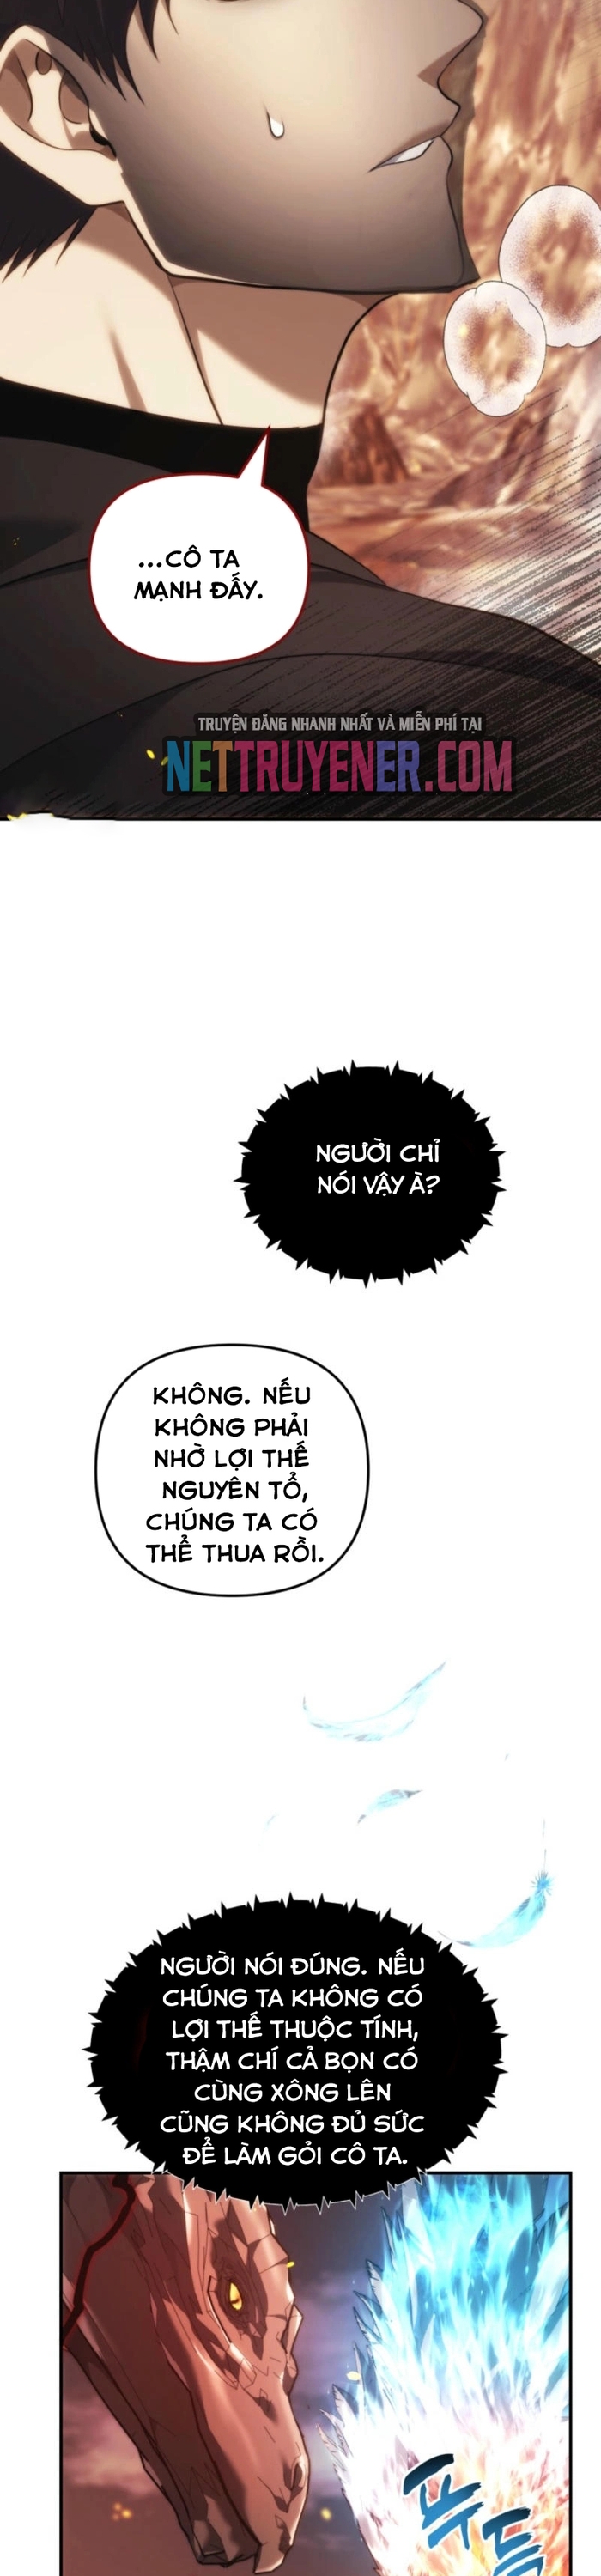 ...CÔ TA
MẠNH ĐẤY.
TRUYỆN ĐĂNG NHANH NHẤT VÀ MIỄN PHÍ TẠI
NETTRUYENER.COM
NGƯỜI CHỈ
NÓI VẬY À?
KHÔNG. NẾU
KHÔNG PHẢI
NHỜ LỢI THẾ
NGUYÊN TỔ,
CHÚNG TA CÓ
THỂ THUA RỒI.
NGƯỜI NÓI ĐÚNG. NẾU
CHÚNG TA KHÔNG CÓ
LỢI THẾ THUỘC TÍNH,
THẬM CHÍ CẢ BỌN CÓ
CÙNG XÔNG LÊN
CŨNG KHÔNG ĐỦ SỨC
ĐỂ LÀM GỎI CÔ TA.